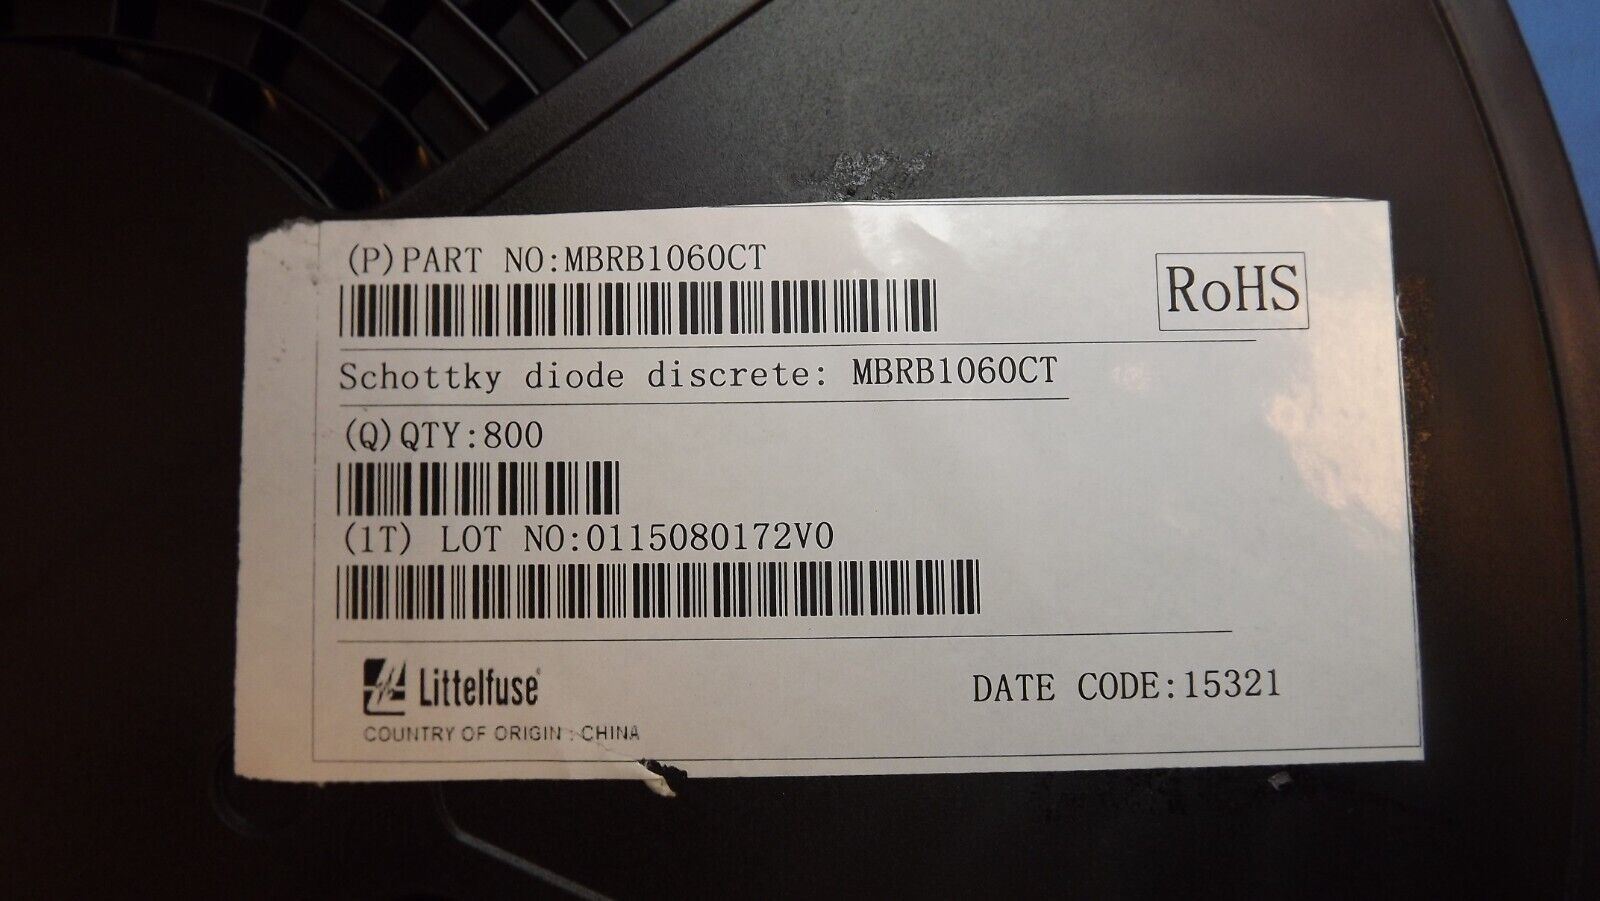 (P)PART NO:MBRB1060CT
RoHS
Schottky diode discrete: MBRB1060CT
(Q)QTY:800
(1T) LOT NO:0115080172V0
Littelfuse®
DATE CODE:15321
COUNTRY OF ORIGIN : CHINA